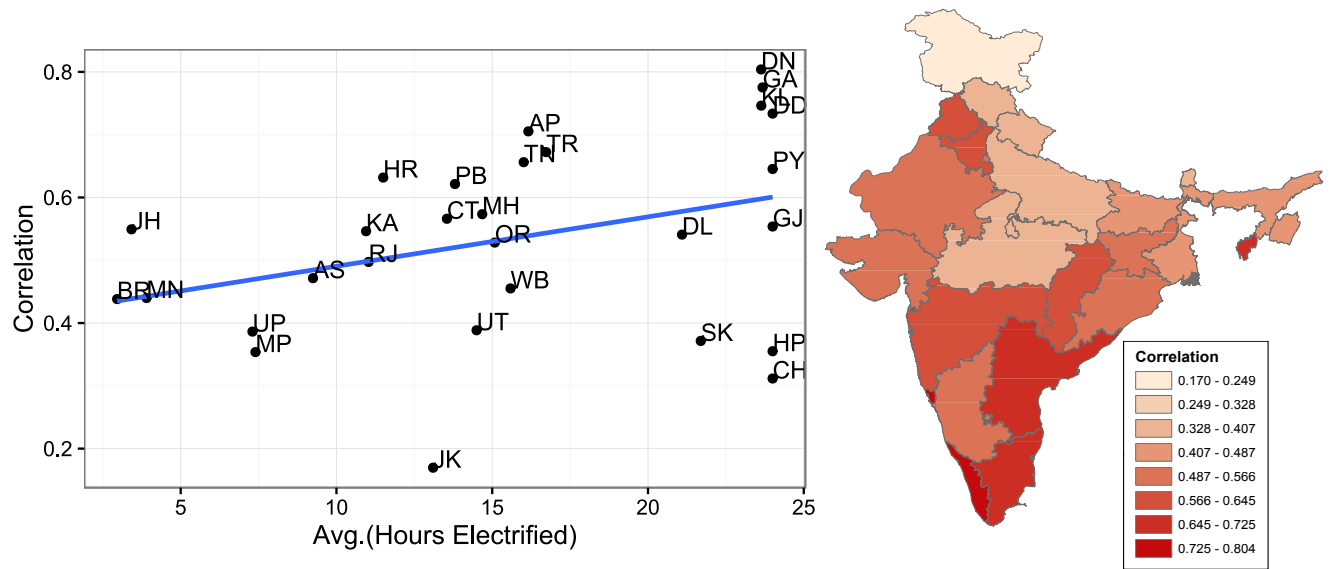 Correlation
0.8
0.6
0.4
0.2
DN
GA
KL
DD
AP
TR
TN
PY
HR
PB
CT
MH
JH
KA
GJ
OR
DL
RJ
AS
BR
MN
WB
UP
UT
MP
SK
HP
CH
JK
5
10
15
20
25
Avg.(Hours Electrified)
Correlation
0.170 - 0.249
0.249 - 0.328
0.328 - 0.407
0.407 - 0.487
0.487 - 0.566
0.566 - 0.645
0.645 - 0.725
0.725 - 0.804